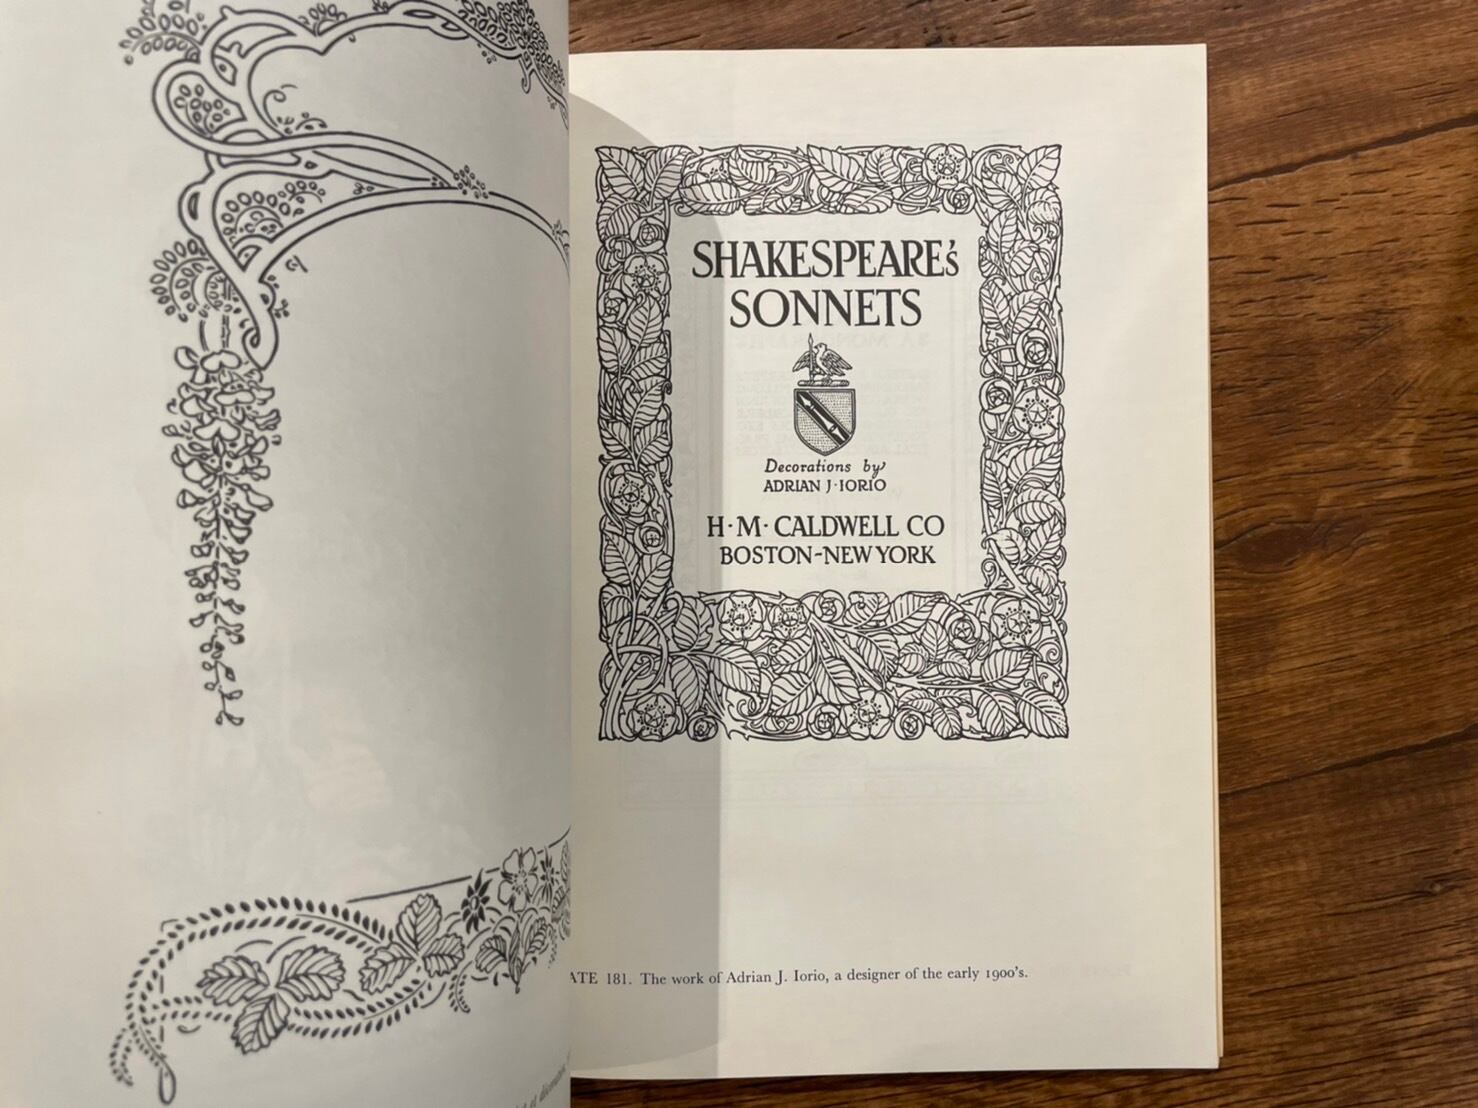 SHAKESPEARE's
SONNETS
Decorations by
ADRIAN J·IORIO
H·M·CALDWELL CO
BOSTON-NEW YORK
ATE 181. The work of Adrian J. Iorio, a designer of the early 1900's.